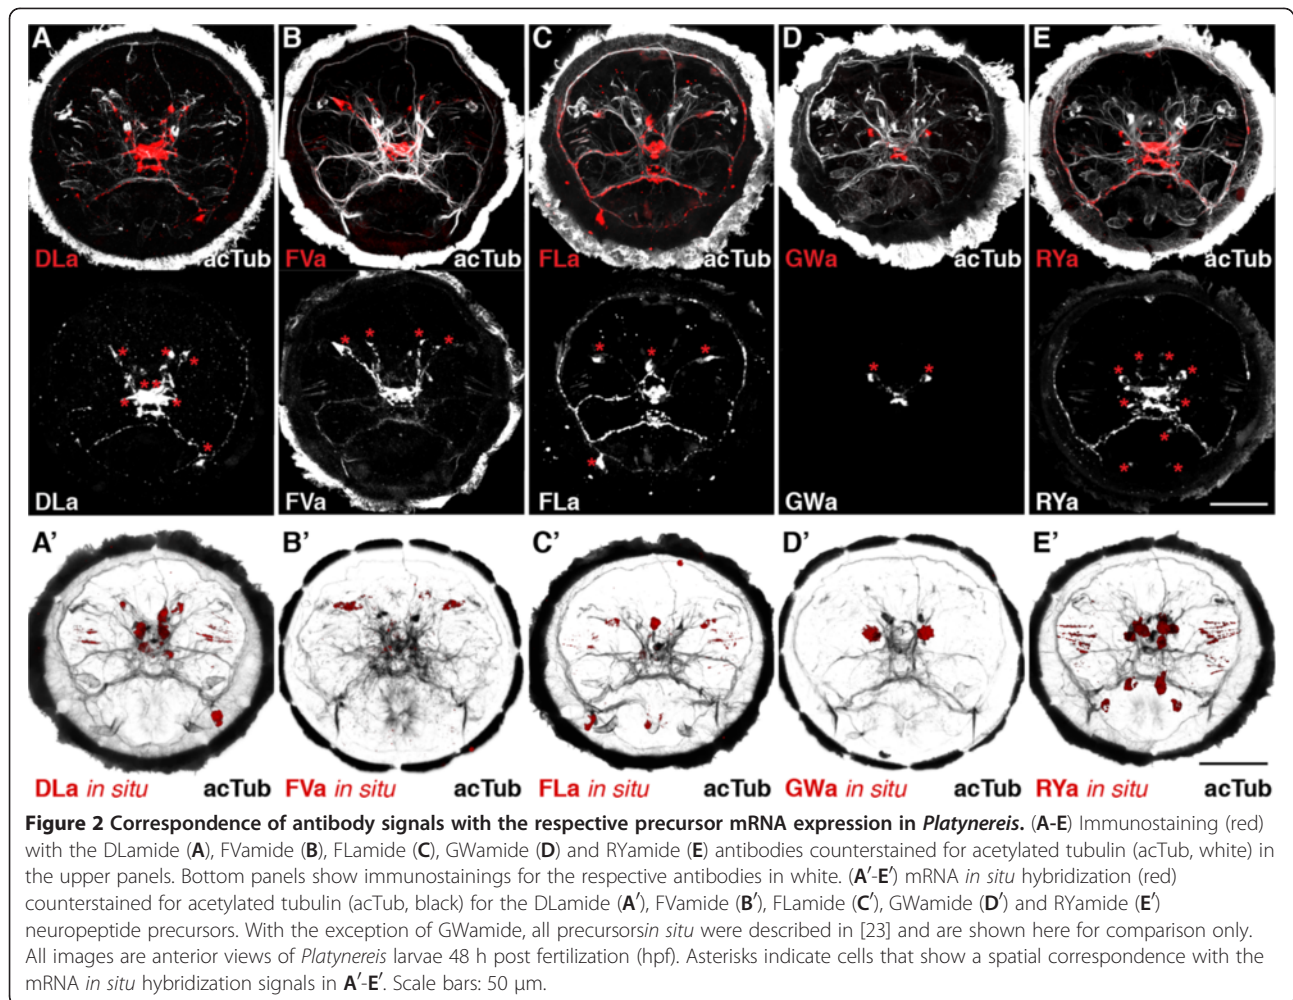 A B C D E
DLa acTub FVa acTub FLa acTub GWa acTub RYa acTub
* * * * * * * * * * * * * * * * * * * * * * * * * *
DLa FVa FLa GWa RYa
A' B' C' D' E'
DLa in situ acTub FVa in situ acTub FLa in situ acTub GWa in situ acTub RYa in situ acTub
Figure 2 Correspondence of antibody signals with the respective precursor mRNA expression in Platynereis. (A-E) Immunostaining (red)
with the DLamide (A), FVamide (B), FLamide (C), GWamide (D) and RYamide (E) antibodies counterstained for acetylated tubulin (acTub, white) in
the upper panels. Bottom panels show immunostainings for the respective antibodies in white. (A′-E′) mRNA in situ hybridization (red)
counterstained for acetylated tubulin (acTub, black) for the DLamide (A′), FVamide (B′), FLamide (C′), GWamide (D′) and RYamide (E′)
neuropeptide precursors. With the exception of GWamide, all precursorsin situ were described in [23] and are shown here for comparison only.
All images are anterior views of Platynereis larvae 48 h post fertilization (hpf). Asterisks indicate cells that show a spatial correspondence with the
mRNA in situ hybridization signals in A′-E′. Scale bars: 50 μm.